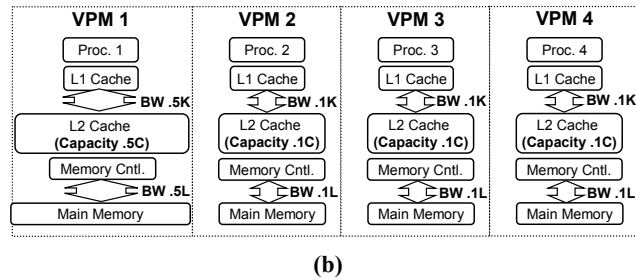 VPM 1
Proc. 1
L1 Cache
BW .5K
L2 Cache
(Capacity .5C)
Memory Cntl.
BW .5L
Main Memory
VPM 2
Proc. 2
L1 Cache
BW .1K
L2 Cache
(Capacity .1C)
Memory Cntl.
BW .1L
Main Memory
VPM 3
Proc. 3
L1 Cache
BW .1K
L2 Cache
(Capacity .1C)
Memory Cntl.
BW .1L
Main Memory
VPM 4
Proc. 4
L1 Cache
BW .1K
L2 Cache
(Capacity .1C)
Memory Cntl.
BW .1L
Main Memory
(b)